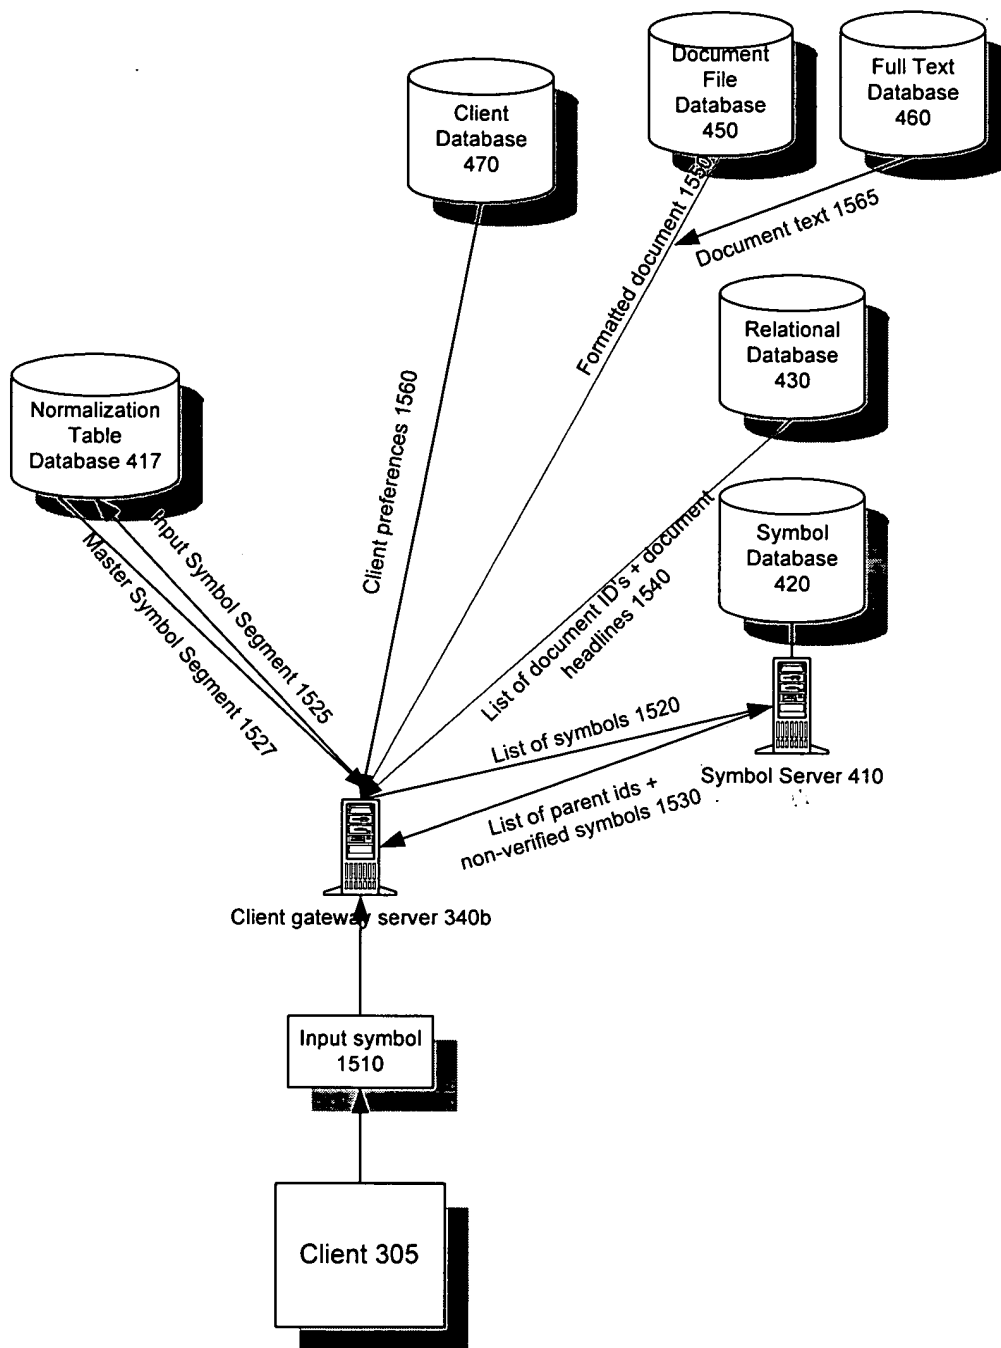 Document
File
Database
450
Full Text
Database
460
Client
Database
470
Formatted document 1550
Document text 1565
Relational
Database
430
Normalization
Table
Database 417
Client preferences 1560
List of document ID's + document
headlines 1540
Symbol
Database
420
Input Symbol Segment 1525
Master Symbol Segment 1527
List of symbols 1520
Symbol Server 410
List of parent ids +
non-verified symbols 1530
Client gateway server 340b
Input symbol
1510
Client 305